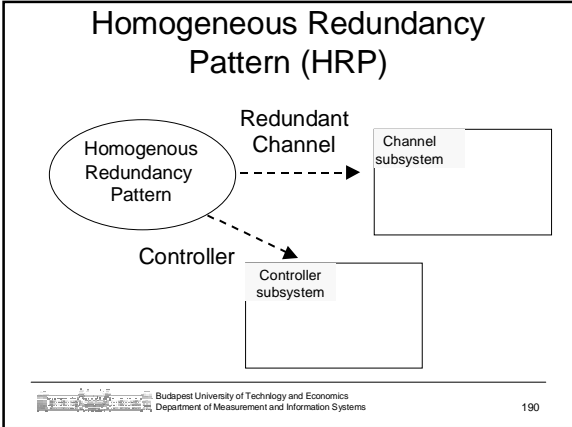 Homogeneous Redundancy
Pattern (HRP)
Redundant
Channel
Channel
subsystem
Homogenous
Redundancy
Pattern
Controller
Controller
subsystem
Budapest University of Technlogy and Economics
Department of Measurement and Information Systems
190